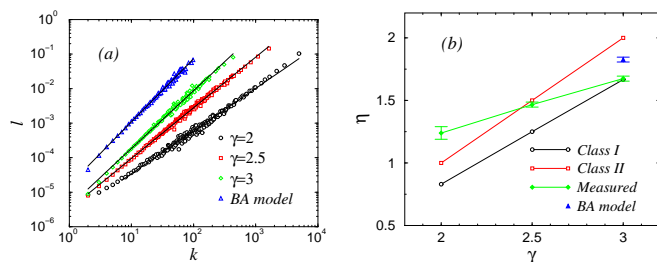 (a)
l
10^0
10^-1
10^-2
10^-3
10^-4
10^-5
10^-6
10^0 10^1 10^2 10^3 10^4
k
γ=2
γ=2.5
γ=3
BA model
(b)
η
2
1.5
1
0.5
2 2.5 3
γ
Class I
Class II
Measured
BA model